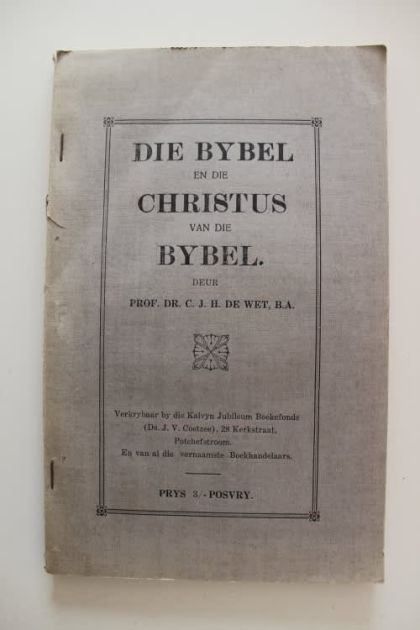 DIE BYBEL
EN DIE
CHRISTUS
VAN DIE
BYBEL.
DEUR
PROF. DR. C. J. H. DE WET, B.A.
Verkrybaar by die Kalvyn Jubileum Boekefonds
(Ds. J. V. Coetzee), 28 Kerkstraat,
Potchefstroom.
En van al die vernaamste Boekhandelaars.
PRYS 3/- POSVRY.